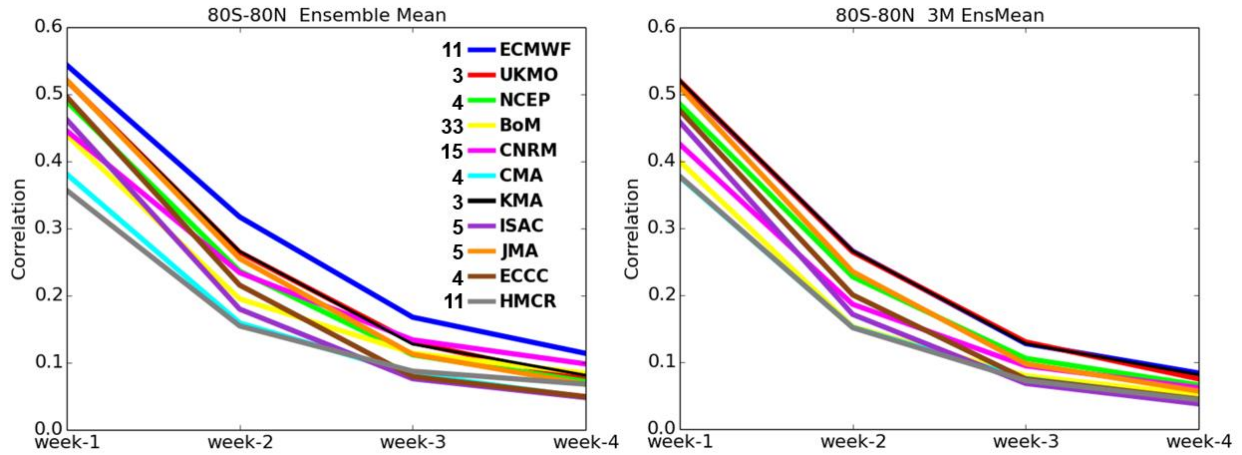 80S-80N Ensemble Mean
0.6
0.5
0.4
0.3
0.2
0.1
0.0
Correlation
week-1 week-2 week-3 week-4
11 ECMWF
3 UKMO
4 NCEP
33 BoM
15 CNRM
4 CMA
3 KMA
5 ISAC
5 JMA
4 ECCC
11 HMCR
80S-80N 3M EnsMean
0.6
0.5
0.4
0.3
0.2
0.1
0.0
Correlation
week-1 week-2 week-3 week-4